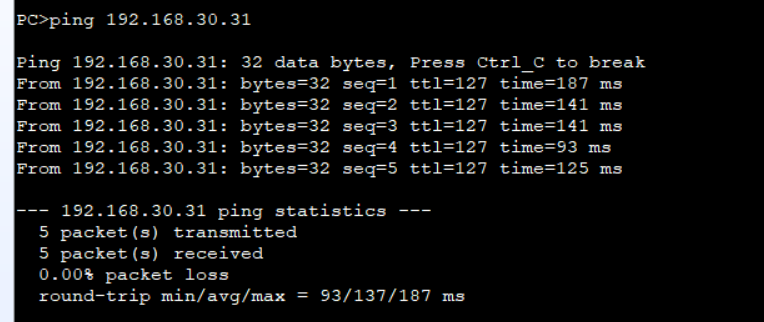 PC>ping 192.168.30.31
Ping 192.168.30.31: 32 data bytes, Press Ctrl_C to break
From 192.168.30.31: bytes=32 seq=1 ttl=127 time=187 ms
From 192.168.30.31: bytes=32 seq=2 ttl=127 time=141 ms
From 192.168.30.31: bytes=32 seq=3 ttl=127 time=141 ms
From 192.168.30.31: bytes=32 seq=4 ttl=127 time=93 ms
From 192.168.30.31: bytes=32 seq=5 ttl=127 time=125 ms
--- 192.168.30.31 ping statistics ---
5 packet(s) transmitted
5 packet(s) received
0.00% packet loss
round-trip min/avg/max = 93/137/187 ms